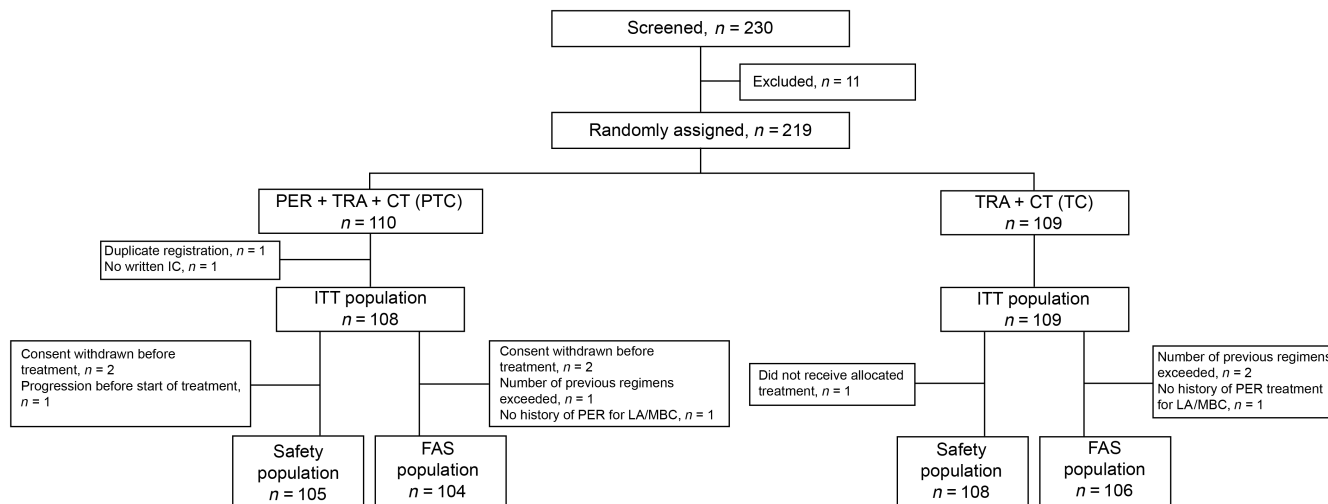 Screened, n = 230
Excluded, n = 11
Randomly assigned, n = 219
PER + TRA + CT (PTC)
n = 110
TRA + CT (TC)
n = 109
Duplicate registration, n = 1
No written IC, n = 1
ITT population
n = 108
ITT population
n = 109
Consent withdrawn before
treatment, n = 2
Progression before start of treatment,
n = 1
Consent withdrawn before
treatment, n = 2
Number of previous regimens
exceeded, n = 1
No history of PER for LA/MBC, n = 1
Did not receive allocated
treatment, n = 1
Number of previous regimens
exceeded, n = 2
No history of PER treatment
for LA/MBC, n = 1
Safety
population
n = 105
FAS
population
n = 104
Safety
population
n = 108
FAS
population
n = 106